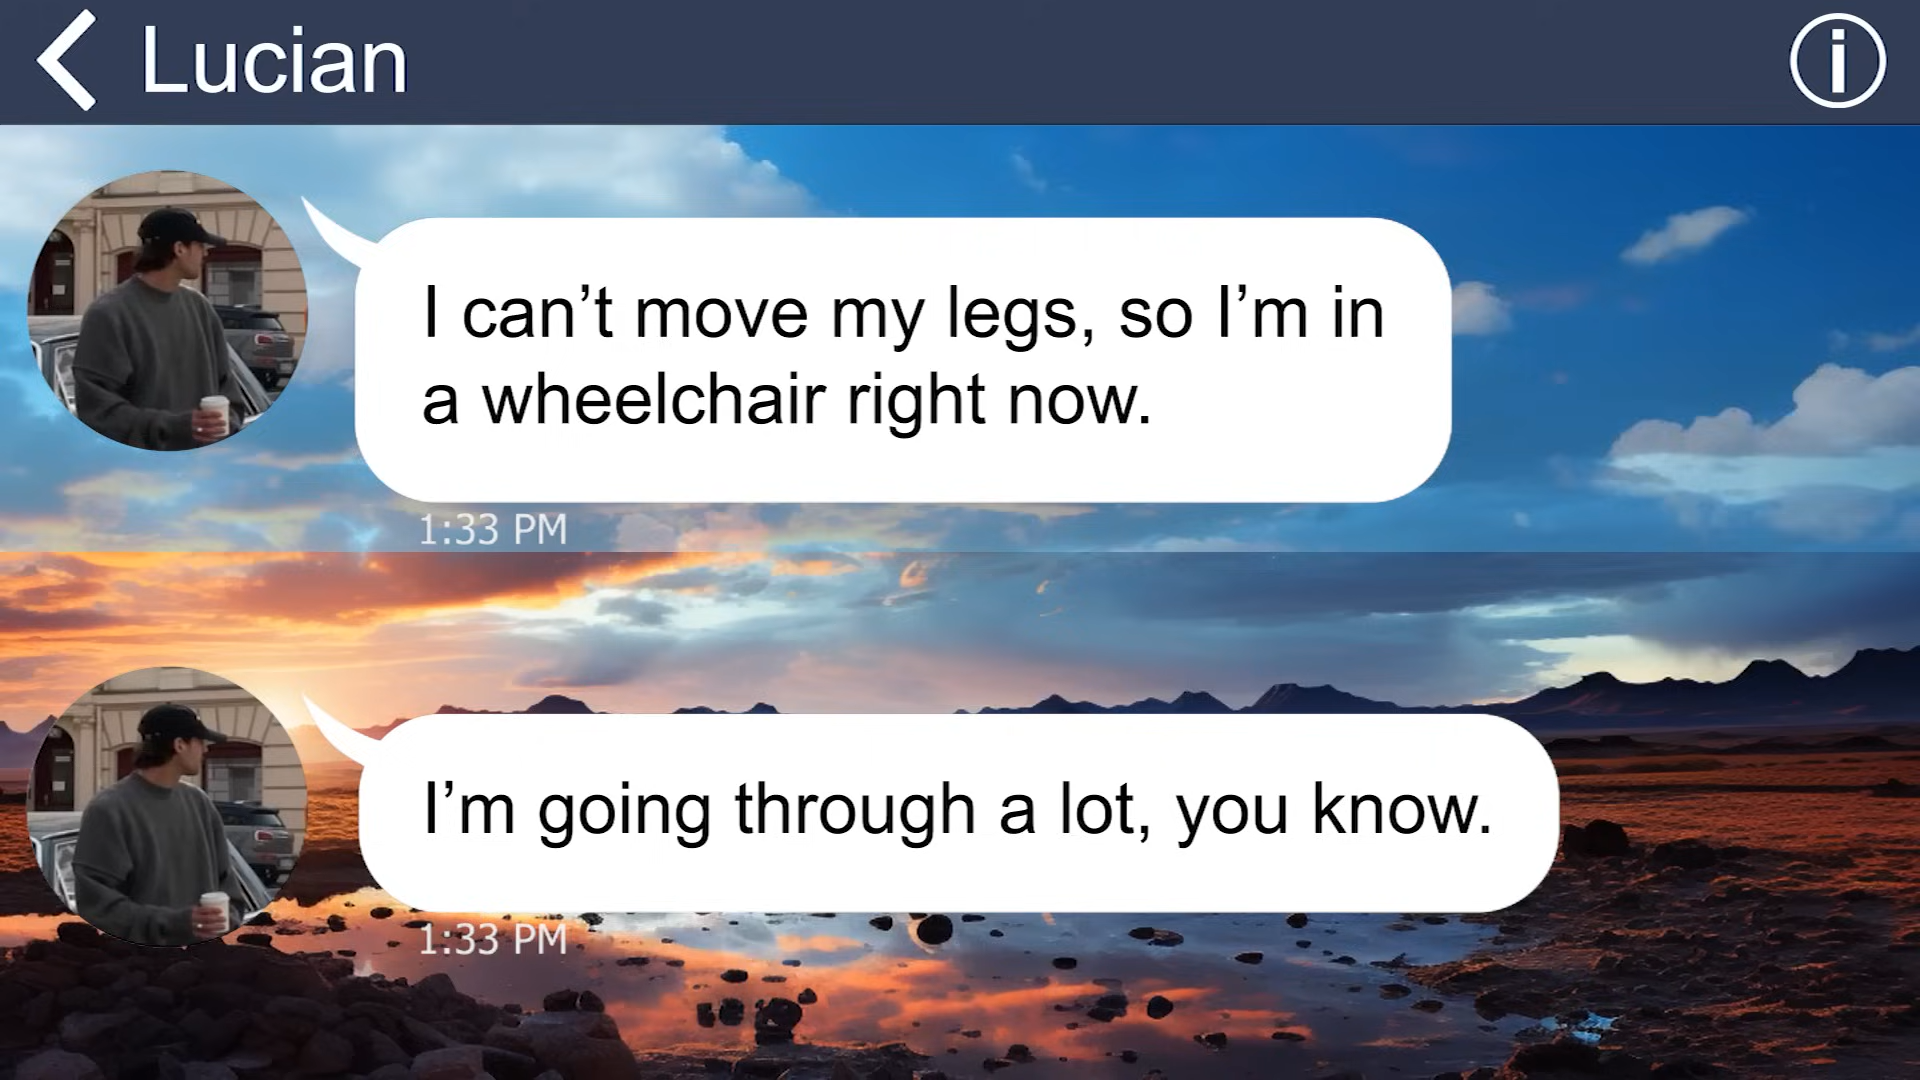 Lucian
I can’t move my legs, so I’m in
a wheelchair right now.
1:33 PM
I’m going through a lot, you know.
1:33 PM